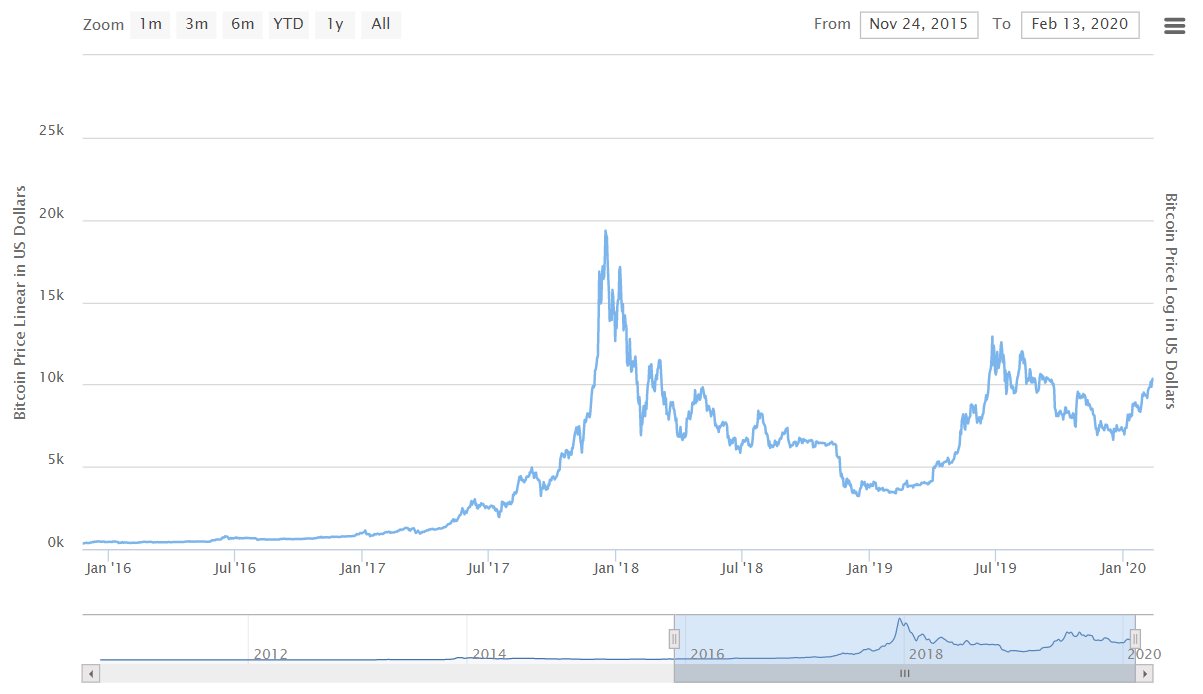 Zoom 1m 3m 6m YTD 1y All From Nov 24, 2015 To Feb 13, 2020
25k
20k
15k
10k
5k
0k
Bitcoin Price Linear in US Dollars
Bitcoin Price Log in US Dollars
Jan '16 Jul '16 Jan '17 Jul '17 Jan '18 Jul '18 Jan '19 Jul '19 Jan '20
2012 2014 2016 2018 2020